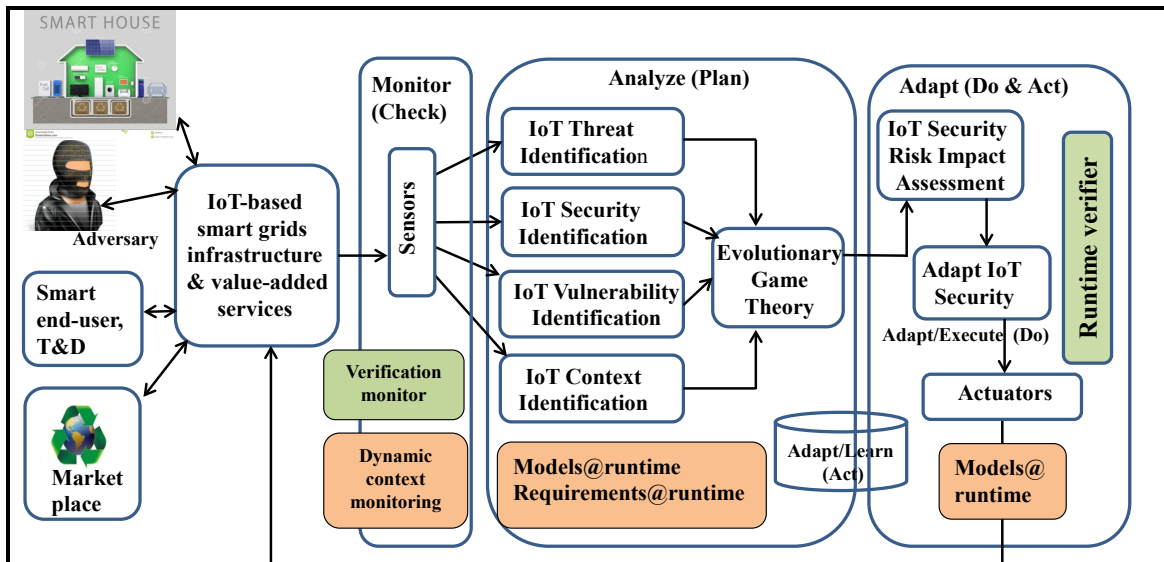 SMART HOUSE
Adversary
Smart
end-user,
T&D
Market
place
IoT-based
smart grids
infrastructure
& value-added
services
Monitor
(Check)
Sensors
Verification
monitor
Dynamic
context
monitoring
Analyze (Plan)
IoT Threat
Identification
IoT Security
Identification
IoT Vulnerability
Identification
IoT Context
Identification
Evolutionary
Game
Theory
Models@runtime
Requirements@runtime
Adapt/Learn
(Act)
Adapt (Do & Act)
IoT Security
Risk Impact
Assessment
Adapt IoT
Security
Adapt/Execute (Do)
Actuators
Models@
runtime
Runtime verifier